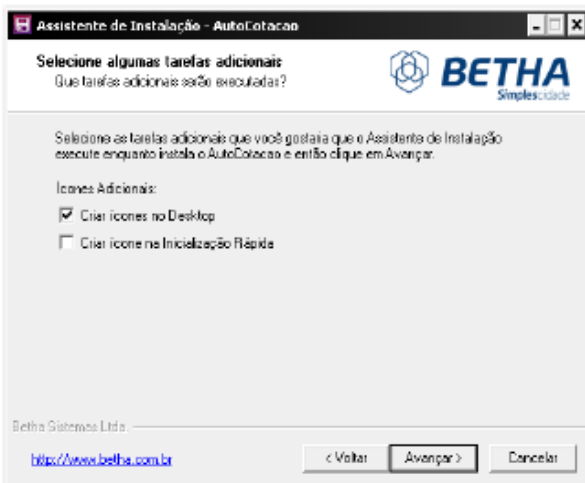 Assistente de Instalação - AutoCotacao
Selecione algumas tarefas adicionais
Que tarefas adicionais serão executadas?
BETHA
Simplescidade
Selecione as tarefas adicionais que você gostaria que o Assistente de Instalação
execute enquanto instala o AutoCotacao e então clique em Avançar.
Ícones Adicionais:
Criar ícones no Desktop
Criar ícone na Inicialização Rápida
Betha Sistemas Ltda.
http://www.betha.com.br
< Voltar
Avançar >
Cancelar